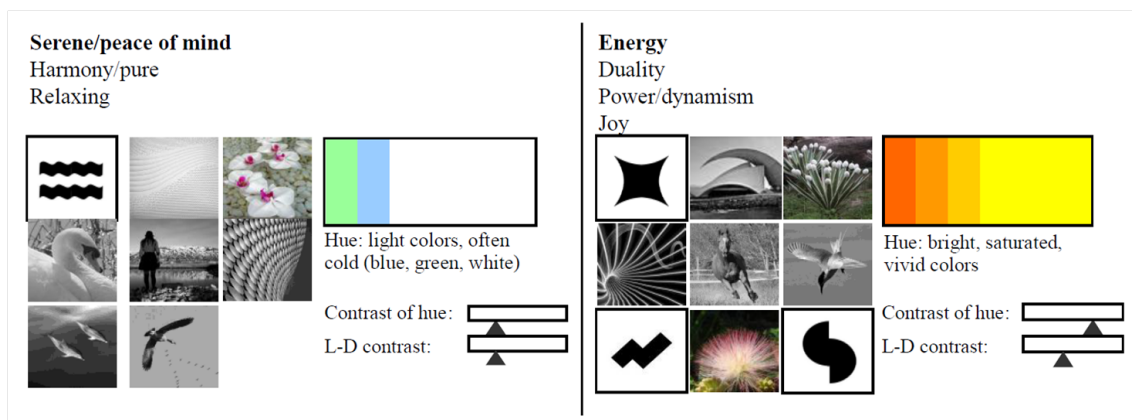 Serene/peace of mind
Harmony/pure
Relaxing
Hue: light colors, often
cold (blue, green, white)
Contrast of hue:
L-D contrast:
Energy
Duality
Power/dynamism
Joy
Hue: bright, saturated,
vivid colors
Contrast of hue:
L-D contrast: